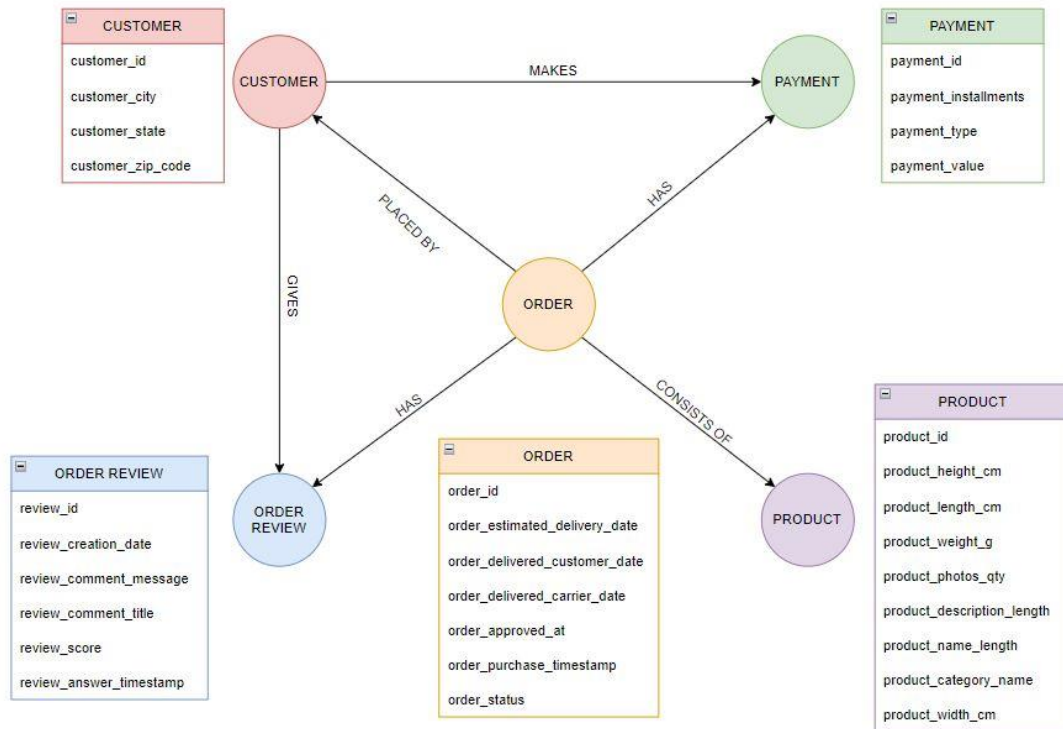 CUSTOMER
customer_id
customer_city
customer_state
customer_zip_code
CUSTOMER
MAKES
PAYMENT
PAYMENT
payment_id
payment_installments
payment_type
payment_value
PLACED BY
HAS
GIVES
ORDER
HAS
CONSISTS OF
ORDER REVIEW
review_id
review_creation_date
review_comment_message
review_comment_title
review_score
review_answer_timestamp
ORDER
REVIEW
ORDER
order_id
order_estimated_delivery_date
order_delivered_customer_date
order_delivered_carrier_date
order_approved_at
order_purchase_timestamp
order_status
PRODUCT
PRODUCT
product_id
product_height_cm
product_length_cm
product_weight_g
product_photos_qty
product_description_length
product_name_length
product_category_name
product_width_cm